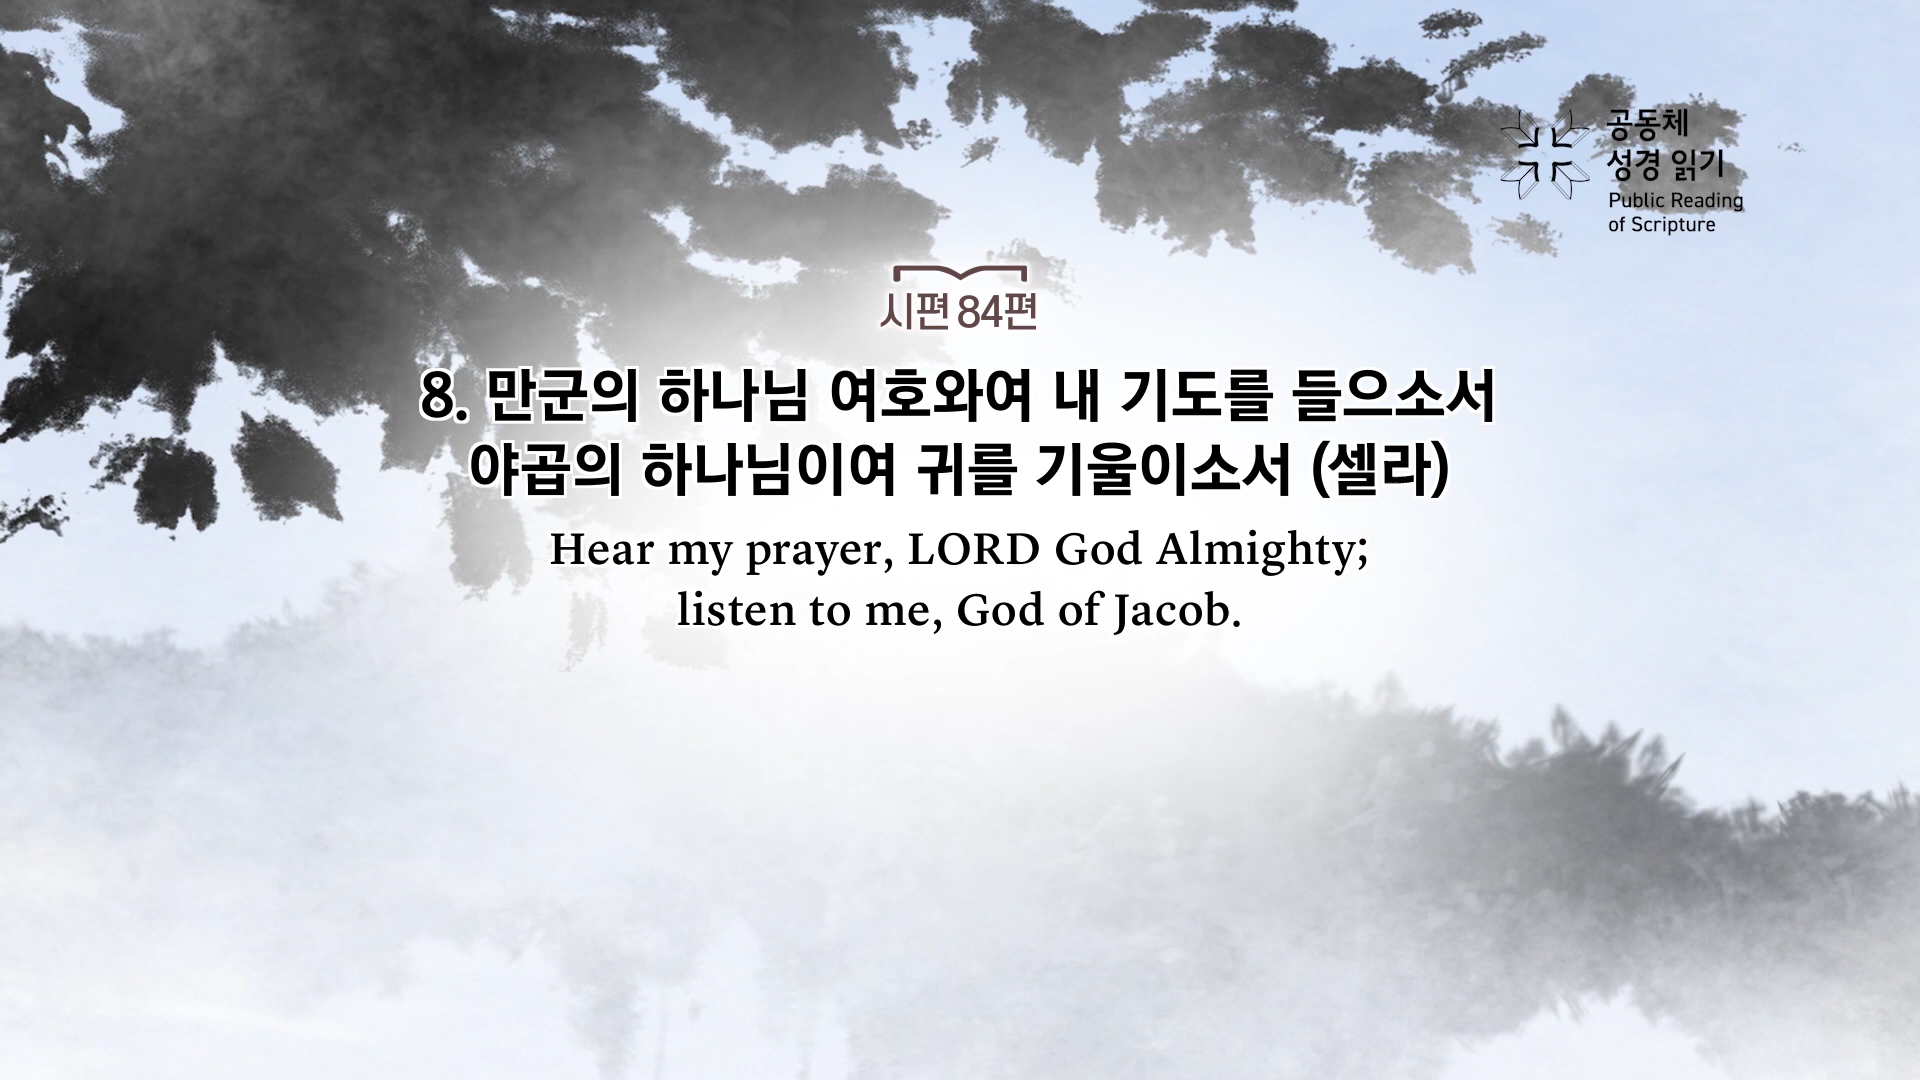 공동체
성경 읽기
Public Reading
of Scripture
시편 84편
8. 만군의 하나님 여호와여 내 기도를 들으소서
야곱의 하나님이여 귀를 기울이소서 (셀라)
Hear my prayer, LORD God Almighty;
listen to me, God of Jacob.